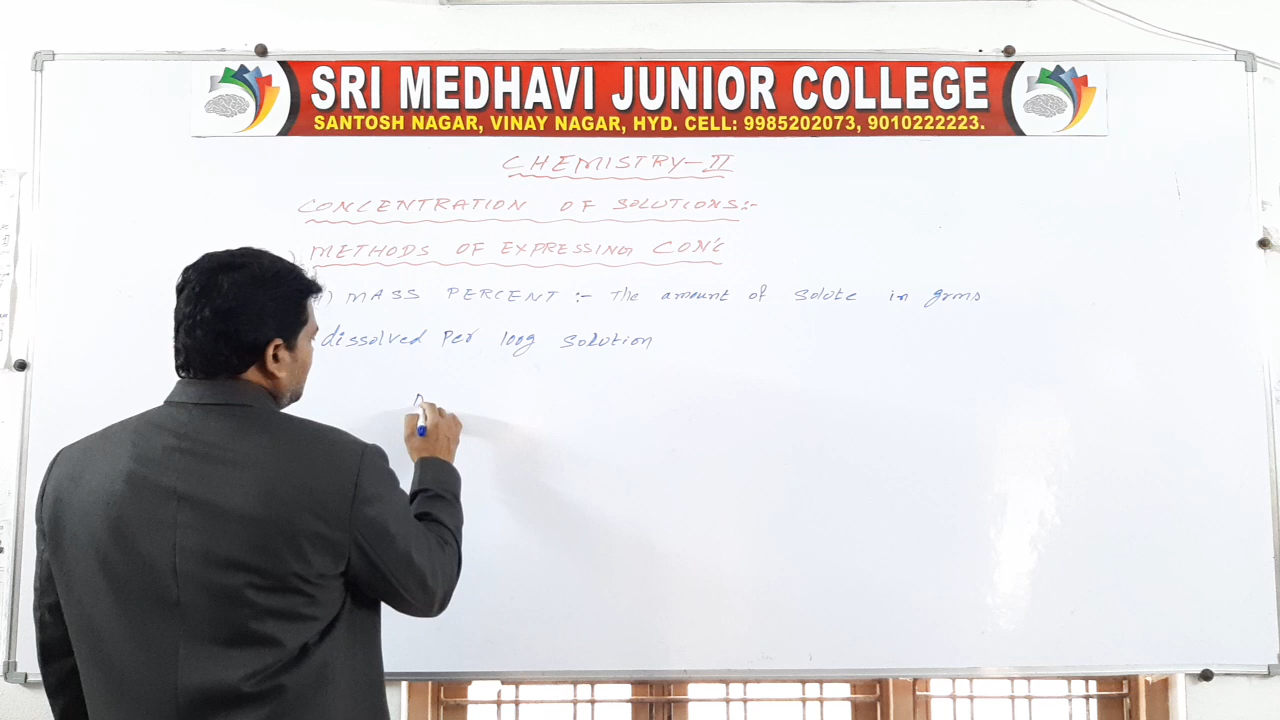 SRI MEDHAVI JUNIOR COLLEGE
SANTOSH NAGAR, VINAY NAGAR, HYD. CELL: 9985202073, 9010222223.
CHEMISTRY-II
CONCENTRATION OF SOLUTIONS:-
METHODS OF EXPRESSING CON'C
) MASS PERCENT :- The amount of solute in grms
dissolved per 100g solution